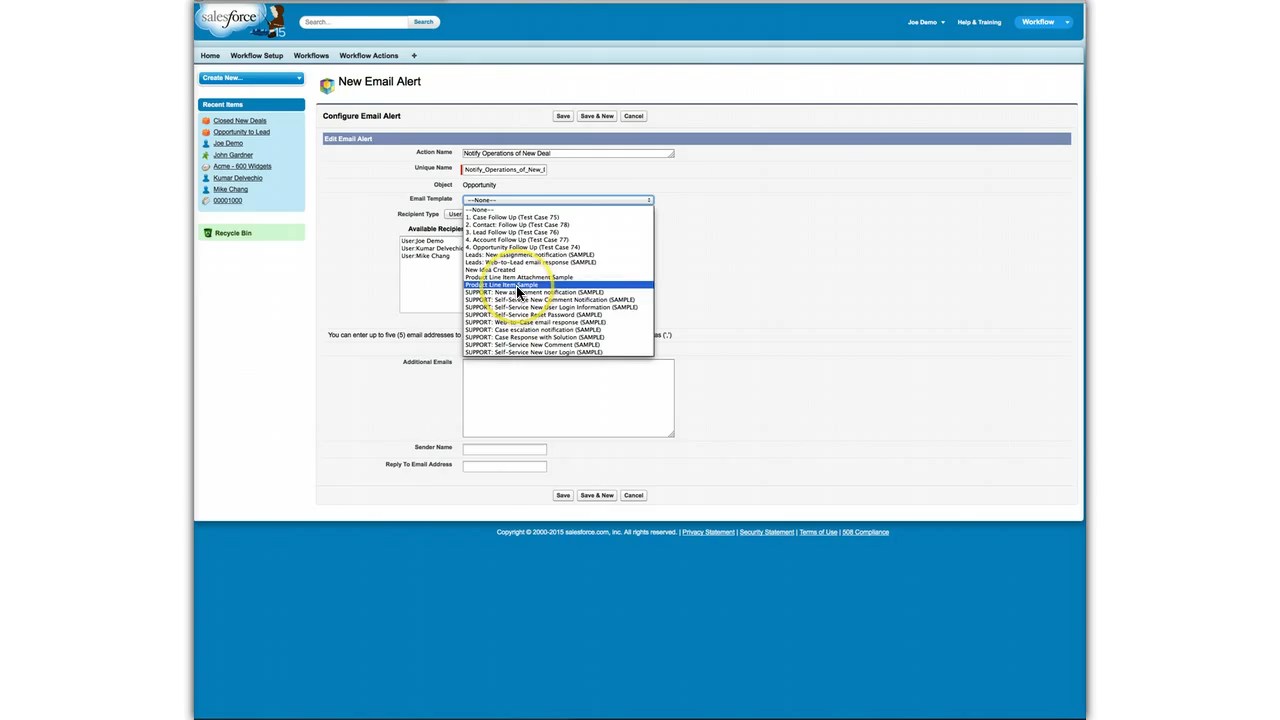 salesforce
15
Search...
Search
Joe Demo
Help & Training
Workflow
Home
Workflow Setup
Workflows
Workflow Actions
+
Create New...
Recent Items
Closed New Deals
Opportunity to Lead
Joe Demo
John Gardner
Acme - 600 Widgets
Kumar Delvechio
Mike Chang
00001000
Recycle Bin
New Email Alert
Configure Email Alert
Save
Save & New
Cancel
Edit Email Alert
Action Name
Notify Operations of New Deal
Unique Name
Notify_Operations_of_New_
Object
Opportunity
Email Template
--None--
Recipient Type
User
Available Recipie
User:Joe Demo
User:Kumar Delvechio
User:Mike Chang
--None--
1. Case Follow Up (Test Case 75)
2. Contact: Follow Up (Test Case 78)
3. Lead Follow Up (Test Case 76)
4. Account Follow Up (Test Case 77)
4. Opportunity Follow Up (Test Case 74)
Leads: New assignment notification (SAMPLE)
Leads: Web-to-Lead email response (SAMPLE)
New Idea Created
Product Line Item Attachment Sample
Product Line Item Sample
SUPPORT: New assignment notification (SAMPLE)
SUPPORT: Self-Service New Comment Notification (SAMPLE)
SUPPORT: Self-Service New User Login Information (SAMPLE)
SUPPORT: Self-Service Reset Password (SAMPLE)
SUPPORT: Web-to-Case email response (SAMPLE)
SUPPORT: Case escalation notification (SAMPLE)
SUPPORT: Case Response with Solution (SAMPLE)
SUPPORT: Self-Service New Comment (SAMPLE)
SUPPORT: Self-Service New User Login (SAMPLE)
You can enter up to five (5) email addresses to
as (",")
Additional Emails
Sender Name
Reply To Email Address
Save
Save & New
Cancel
Copyright © 2000-2015 salesforce.com, inc. All rights reserved. | Privacy Statement | Security Statement | Terms of Use | 508 Compliance